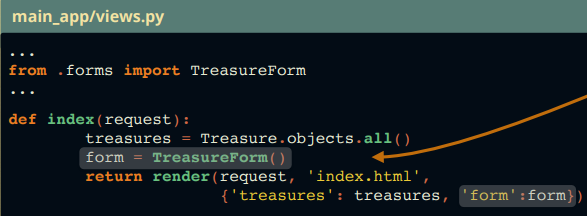 main_app/views.py
...
from .forms import TreasureForm
...
def index(request):
treasures = Treasure.objects.all()
form = TreasureForm()
return render(request, 'index.html',
{'treasures': treasures, 'form':form})